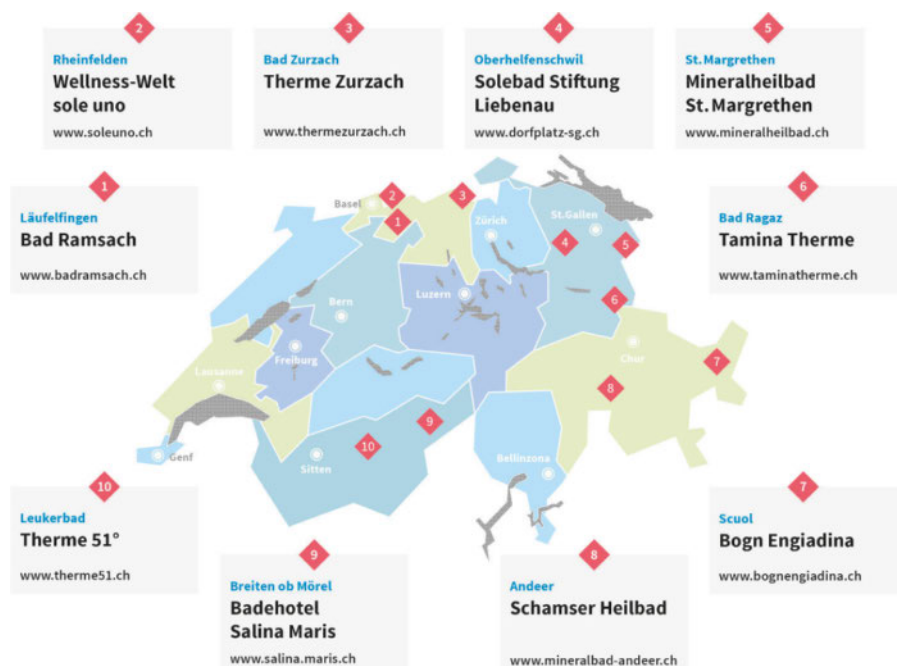 2
Rheinfelden
Wellness-Welt
sole uno
www.soleuno.ch
3
Bad Zurzach
Therme Zurzach
www.thermezurzach.ch
4
Oberhelfenschwil
Solebad Stiftung
Liebenau
www.dorfplatz-sg.ch
5
St. Margrethen
Mineralheilbad
St. Margrethen
www.mineralheilbad.ch
1
Läufelfingen
Bad Ramsach
www.badramsach.ch
6
Bad Ragaz
Tamina Therme
www.taminatherme.ch
Basel
2
1
3
Zürich
St.Gallen
4
5
Luzern
Bern
6
Freiburg
Chur
7
Lausanne
8
9
10
Sitten
Bellinzona
Genf
10
Leukerbad
Therme 51°
www.therme51.ch
9
Breiten ob Mörel
Badehotel
Salina Maris
www.salina.maris.ch
8
Andeer
Schamser Heilbad
www.mineralbad-andeer.ch
7
Scuol
Bogn Engiadina
www.bognengiadina.ch